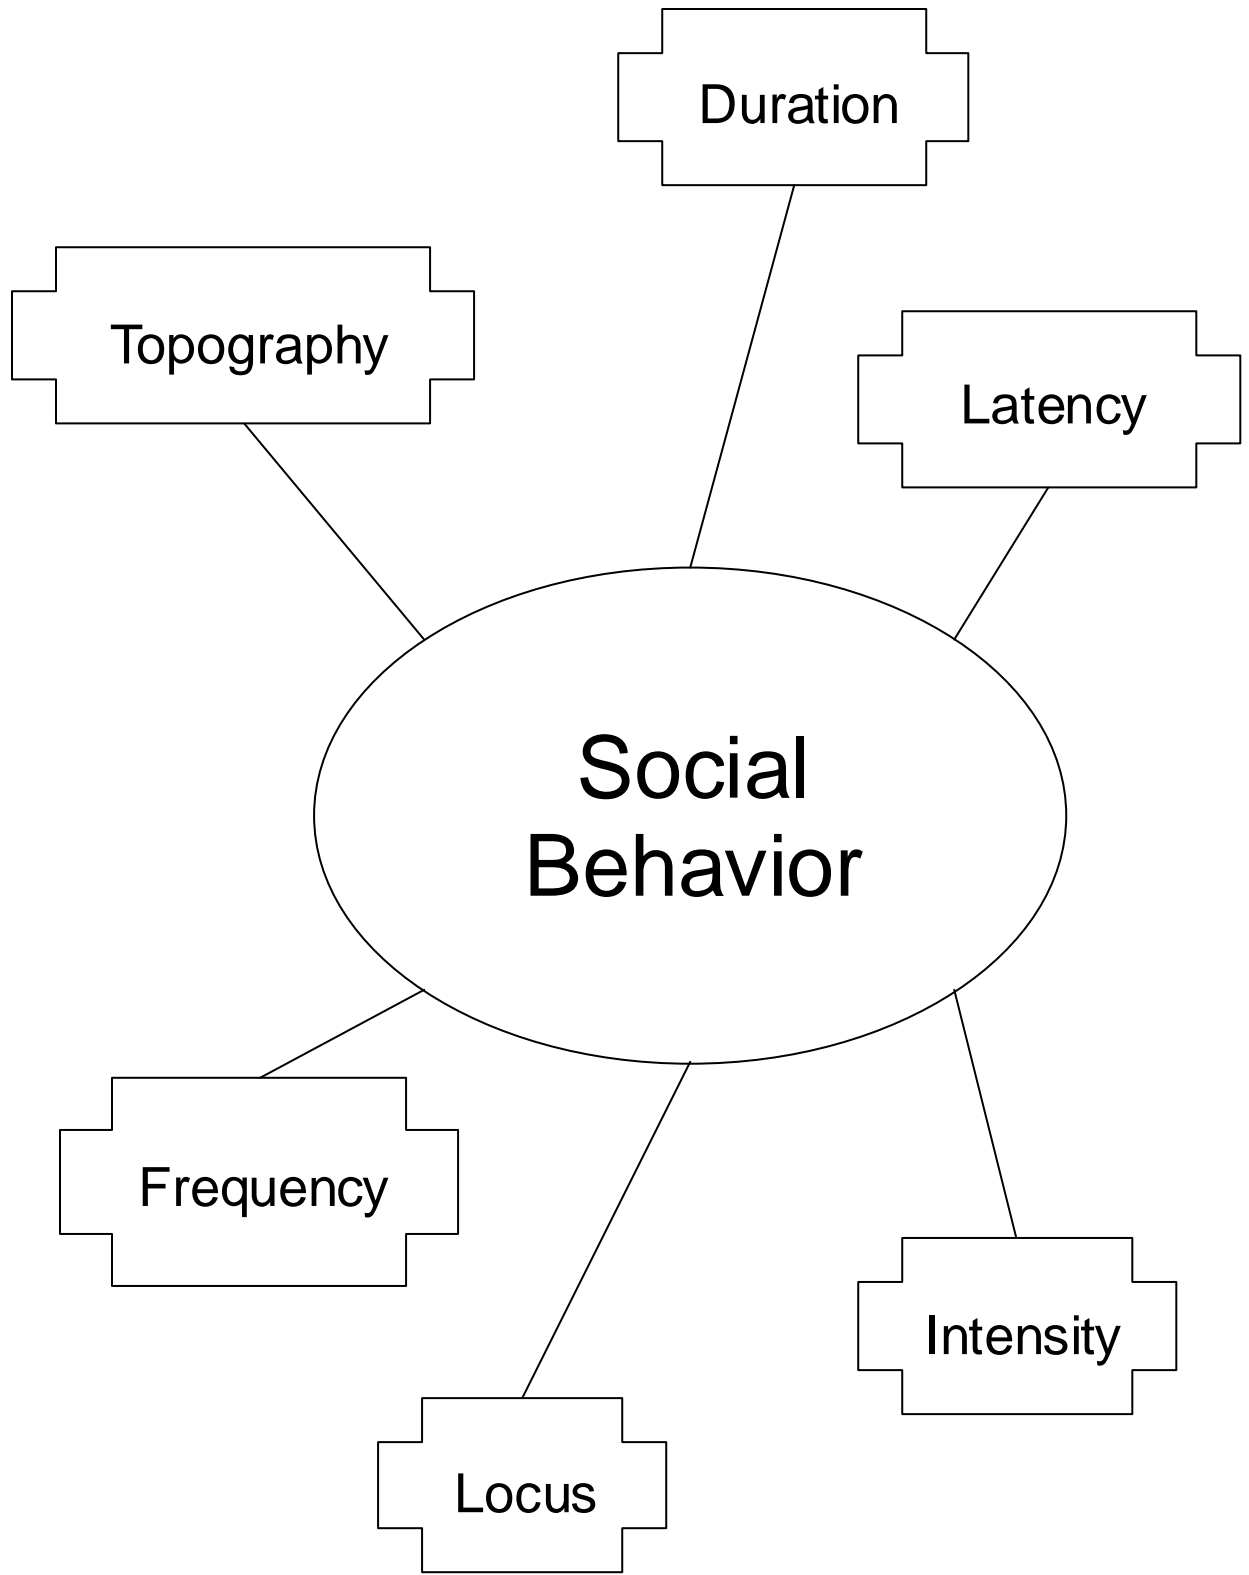 Duration
Topography
Latency
Social
Behavior
Frequency
Intensity
Locus